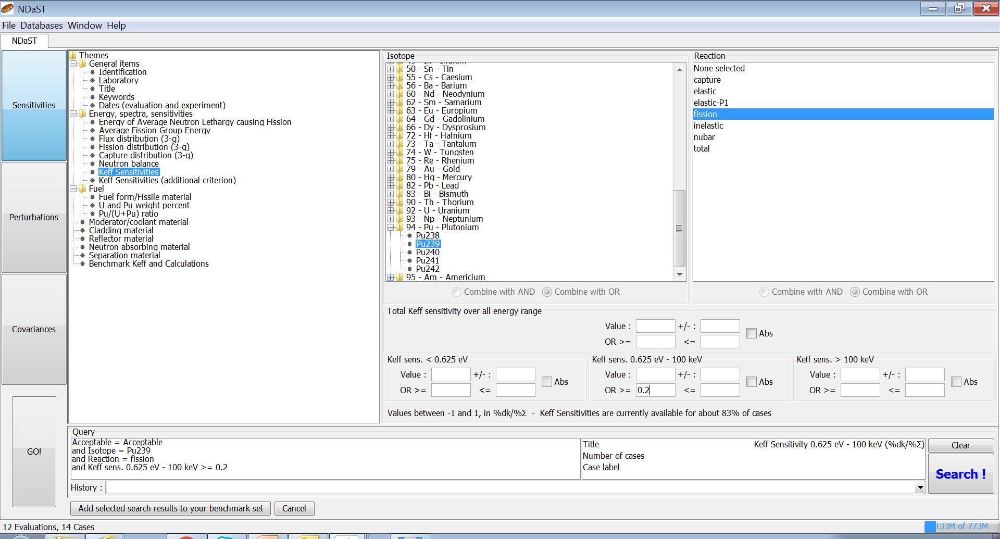 NDaST
File Databases Window Help
NDaST
Sensitivities
Perturbations
Covariances
GO!
Themes
General items
Identification
Laboratory
Title
Keywords
Dates (evaluation and experiment)
Energy, spectra, sensitivities
Energy of Average Neutron Lethargy causing Fission
Average Fission Group Energy
Flux distribution (3-g)
Fission distribution (3-g)
Capture distribution (3-g)
Neutron balance
Keff Sensitivities
Keff Sensitivities (additional criterion)
Fuel
Fuel form/Fissile material
U and Pu weight percent
Pu/(U+Pu) ratio
Moderator/coolant material
Cladding material
Reflector material
Neutron absorbing material
Separation material
Benchmark Keff and Calculations
Isotope
50 - Sn - Tin
55 - Cs - Caesium
56 - Ba - Barium
60 - Nd - Neodynium
62 - Sm - Samarium
63 - Eu - Europium
64 - Gd - Gadolinium
66 - Dy - Dysprosium
72 - Hf - Hafnium
73 - Ta - Tantalum
74 - W - Tungsten
75 - Re - Rhenium
79 - Au - Gold
80 - Hg - Mercury
82 - Pb - Lead
83 - Bi - Bismuth
90 - Th - Thorium
92 - U - Uranium
93 - Np - Neptunium
94 - Pu - Plutonium
Pu238
Pu239
Pu240
Pu241
Pu242
95 - Am - Americium
Combine with AND Combine with OR
Reaction
None selected
capture
elastic
elastic-P1
fission
inelastic
nubar
total
Combine with AND Combine with OR
Total Keff sensitivity over all energy range
Value : +/- :
OR >= <= Abs
Keff sens. < 0.625 eV
Value : +/- :
OR >= <= Abs
Keff sens. 0.625 eV - 100 keV
Value : +/- :
OR >= 0.2 <= Abs
Keff sens. > 100 keV
Value : +/- :
OR >= <= Abs
Values between -1 and 1, in %dk/%Σ - Keff Sensitivities are currently available for about 83% of cases
Query
Acceptable = Acceptable
and Isotope = Pu239
and Reaction = fission
and Keff sens. 0.625 eV - 100 keV >= 0.2
Title Keff Sensitivity 0.625 eV - 100 keV (%dk/%Σ)
Number of cases
Case label
Clear
Search !
History :
Add selected search results to your benchmark set Cancel
12 Evaluations, 14 Cases
133M of 773M